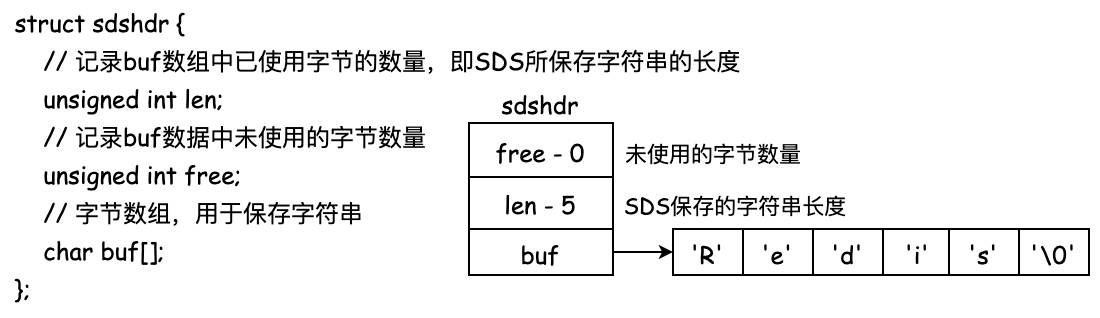 struct sdshdr {
// 记录buf数组中已使用字节的数量，即SDS所保存字符串的长度
unsigned int len;
// 记录buf数据中未使用的字节数量
unsigned int free;
// 字节数组，用于保存字符串
char buf[];
};
sdshdr
free - 0 未使用的字节数量
len - 5 SDS保存的字符串长度
buf 'R' 'e' 'd' 'i' 's' '\0'